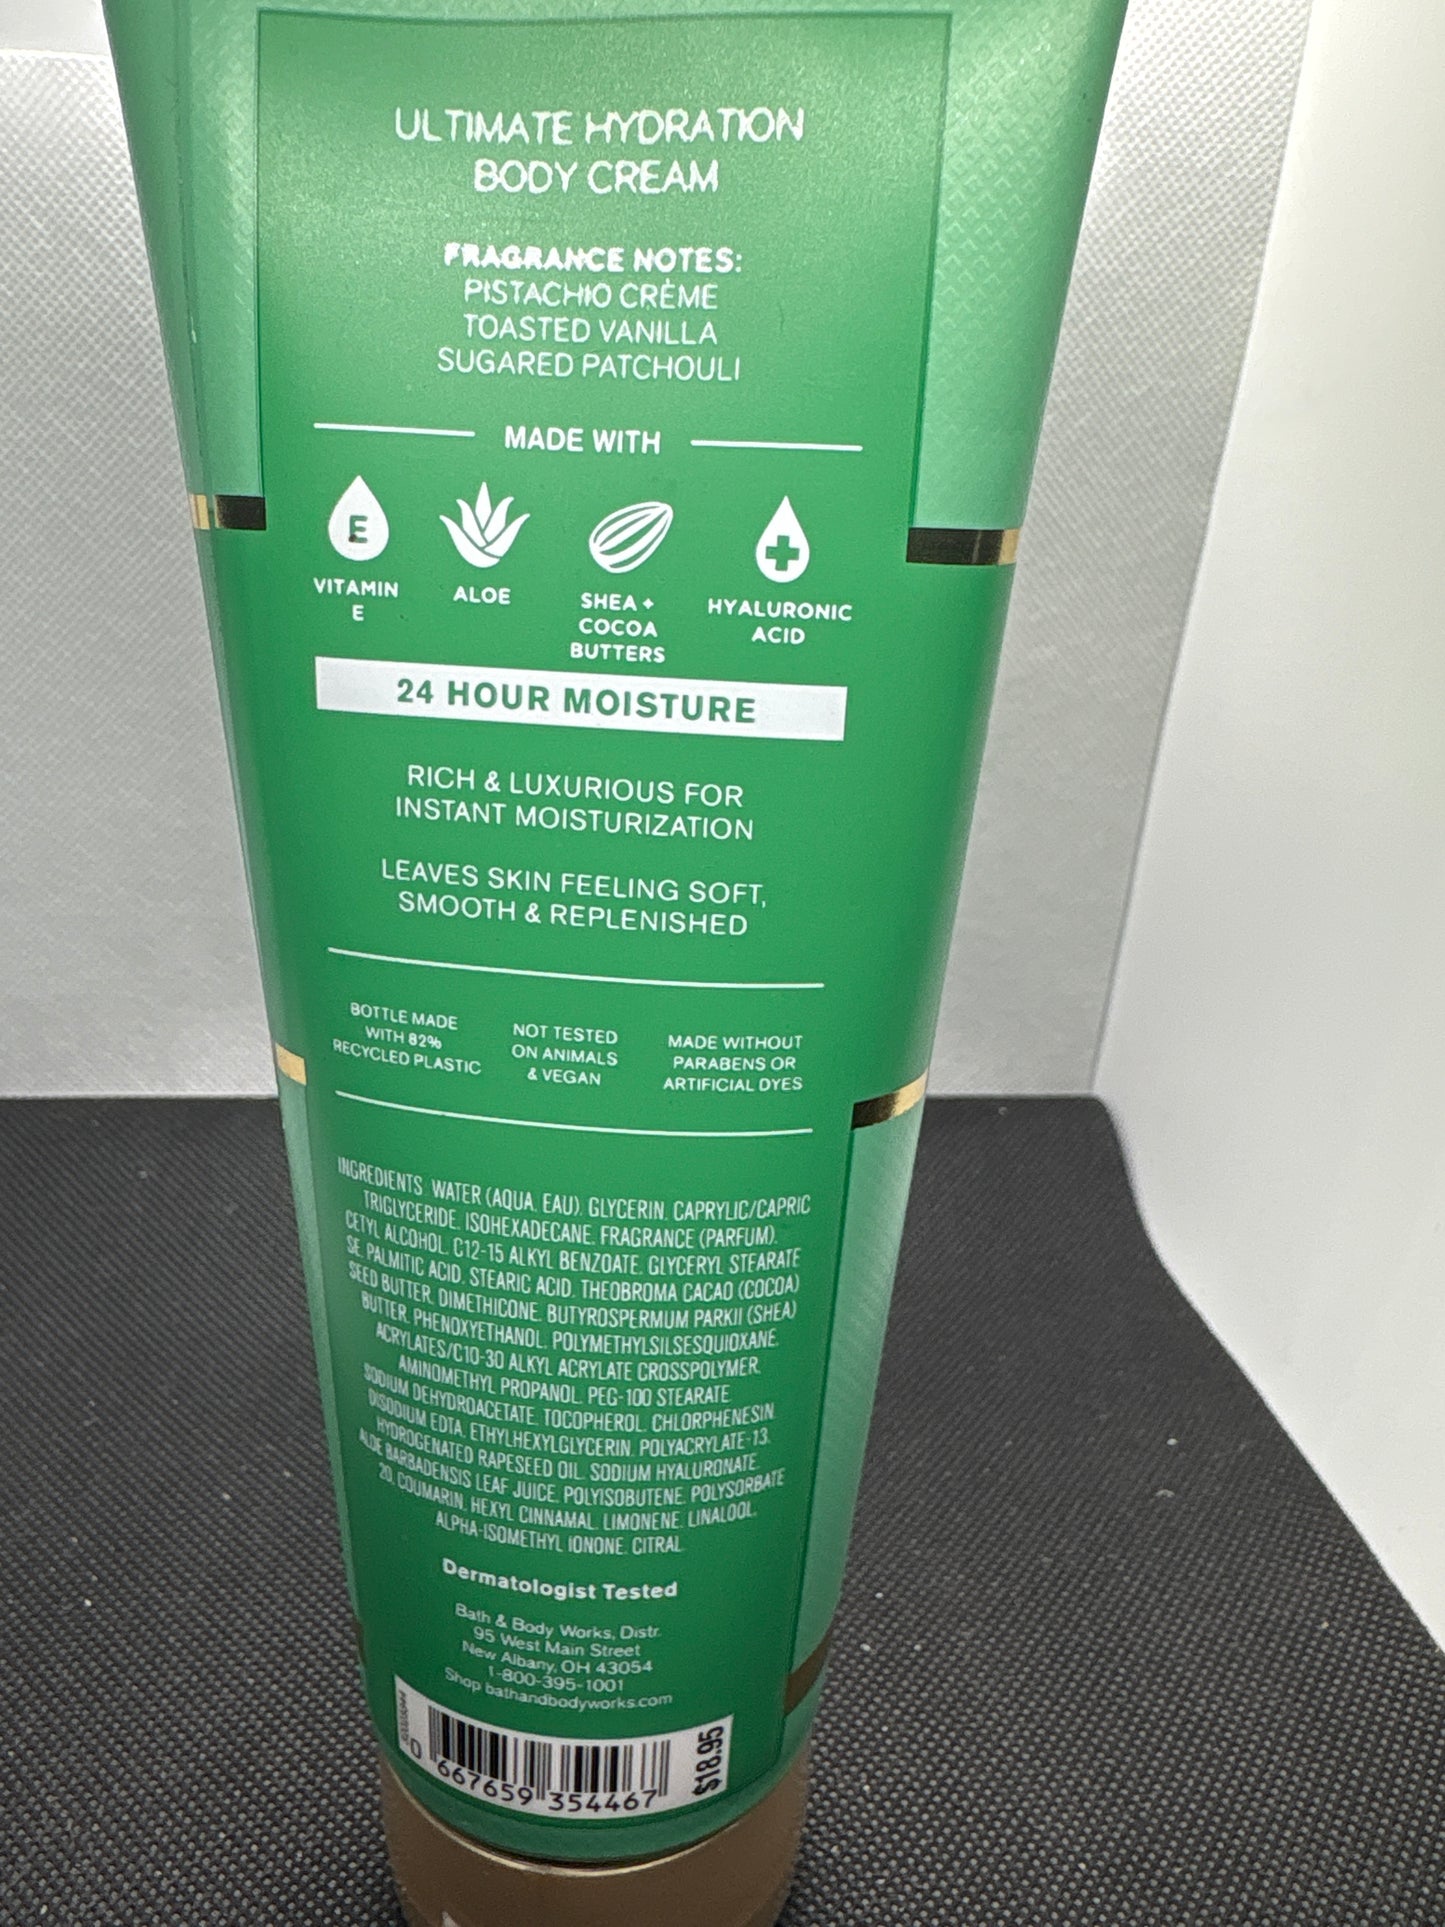 ULTIMATE HYDRATION
BODY CREAM
FRAGRANCE NOTES:
PISTACHIO CRÈME
TOASTED VANILLA
SUGARED PATCHOULI
MADE WITH
E
VITAMIN
E
ALOE
SHEA +
COCOA
BUTTERS
HYALURONIC
ACID
24 HOUR MOISTURE
RICH & LUXURIOUS FOR
INSTANT MOISTURIZATION
LEAVES SKIN FEELING SOFT,
SMOOTH & REPLENISHED
BOTTLE MADE
WITH 82%
RECYCLED PLASTIC
NOT TESTED
ON ANIMALS
& VEGAN
MADE WITHOUT
PARABENS OR
ARTIFICIAL DYES
INGREDIENTS: WATER (AQUA, EAU), GLYCERIN, CAPRYLIC/CAPRIC
TRIGLYCERIDE, ISOHEXADECANE, FRAGRANCE (PARFUM),
CETYL ALCOHOL, C12-15 ALKYL BENZOATE, GLYCERYL STEARATE
SE, PALMITIC ACID, STEARIC ACID, THEOBROMA CACAO (COCOA)
SEED BUTTER, DIMETHICONE, BUTYROSPERMUM PARKII (SHEA)
BUTTER, PHENOXYETHANOL, POLYMETHYLSILSESQUIOXANE,
ACRYLATES/C10-30 ALKYL ACRYLATE CROSSPOLYMER,
AMINOMETHYL PROPANOL, PEG-100 STEARATE,
SODIUM DEHYDROACETATE, TOCOPHEROL, CHLORPHENESIN,
DISODIUM EDTA, ETHYLHEXYLGLYCERIN, POLYACRYLATE-13,
HYDROGENATED RAPESEED OIL, SODIUM HYALURONATE,
ALOE BARBADENSIS LEAF JUICE, POLYISOBUTENE, POLYSORBATE
20, COUMARIN, HEXYL CINNAMAL, LIMONENE, LINALOOL,
ALPHA-ISOMETHYL IONONE, CITRAL
Dermatologist Tested
Bath & Body Works, Distr.
95 West Main Street
New Albany, OH 43054
1-800-395-1001
Shop bathandbodyworks.com
0 667659 354467
$18.95